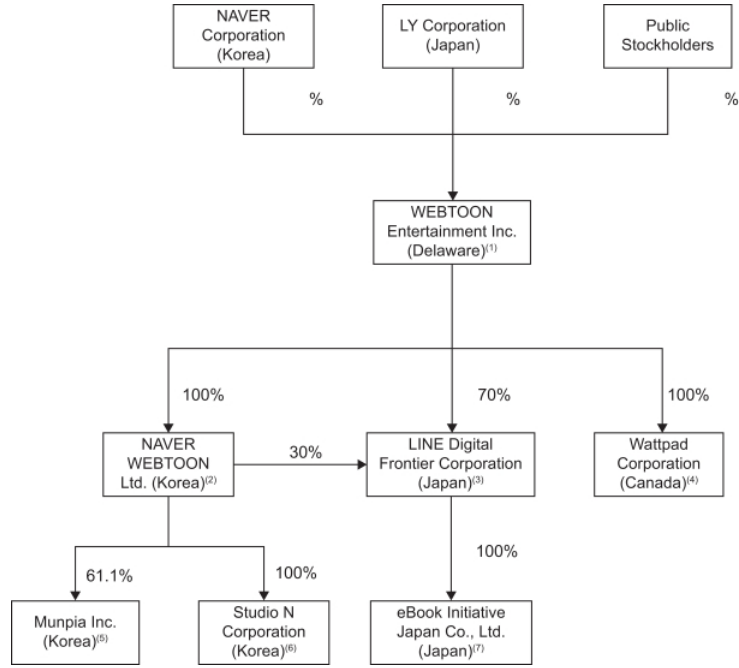 NAVER
Corporation
(Korea)
LY Corporation
(Japan)
Public
Stockholders
%
%
%
WEBTOON
Entertainment Inc.
(Delaware)(1)
100%
70%
100%
NAVER
WEBTOON
Ltd. (Korea)(2)
30%
LINE Digital
Frontier Corporation
(Japan)(3)
Wattpad
Corporation
(Canada)(4)
61.1%
100%
100%
Munpia Inc.
(Korea)(5)
Studio N
Corporation
(Korea)(6)
eBook Initiative
Japan Co., Ltd.
(Japan)(7)